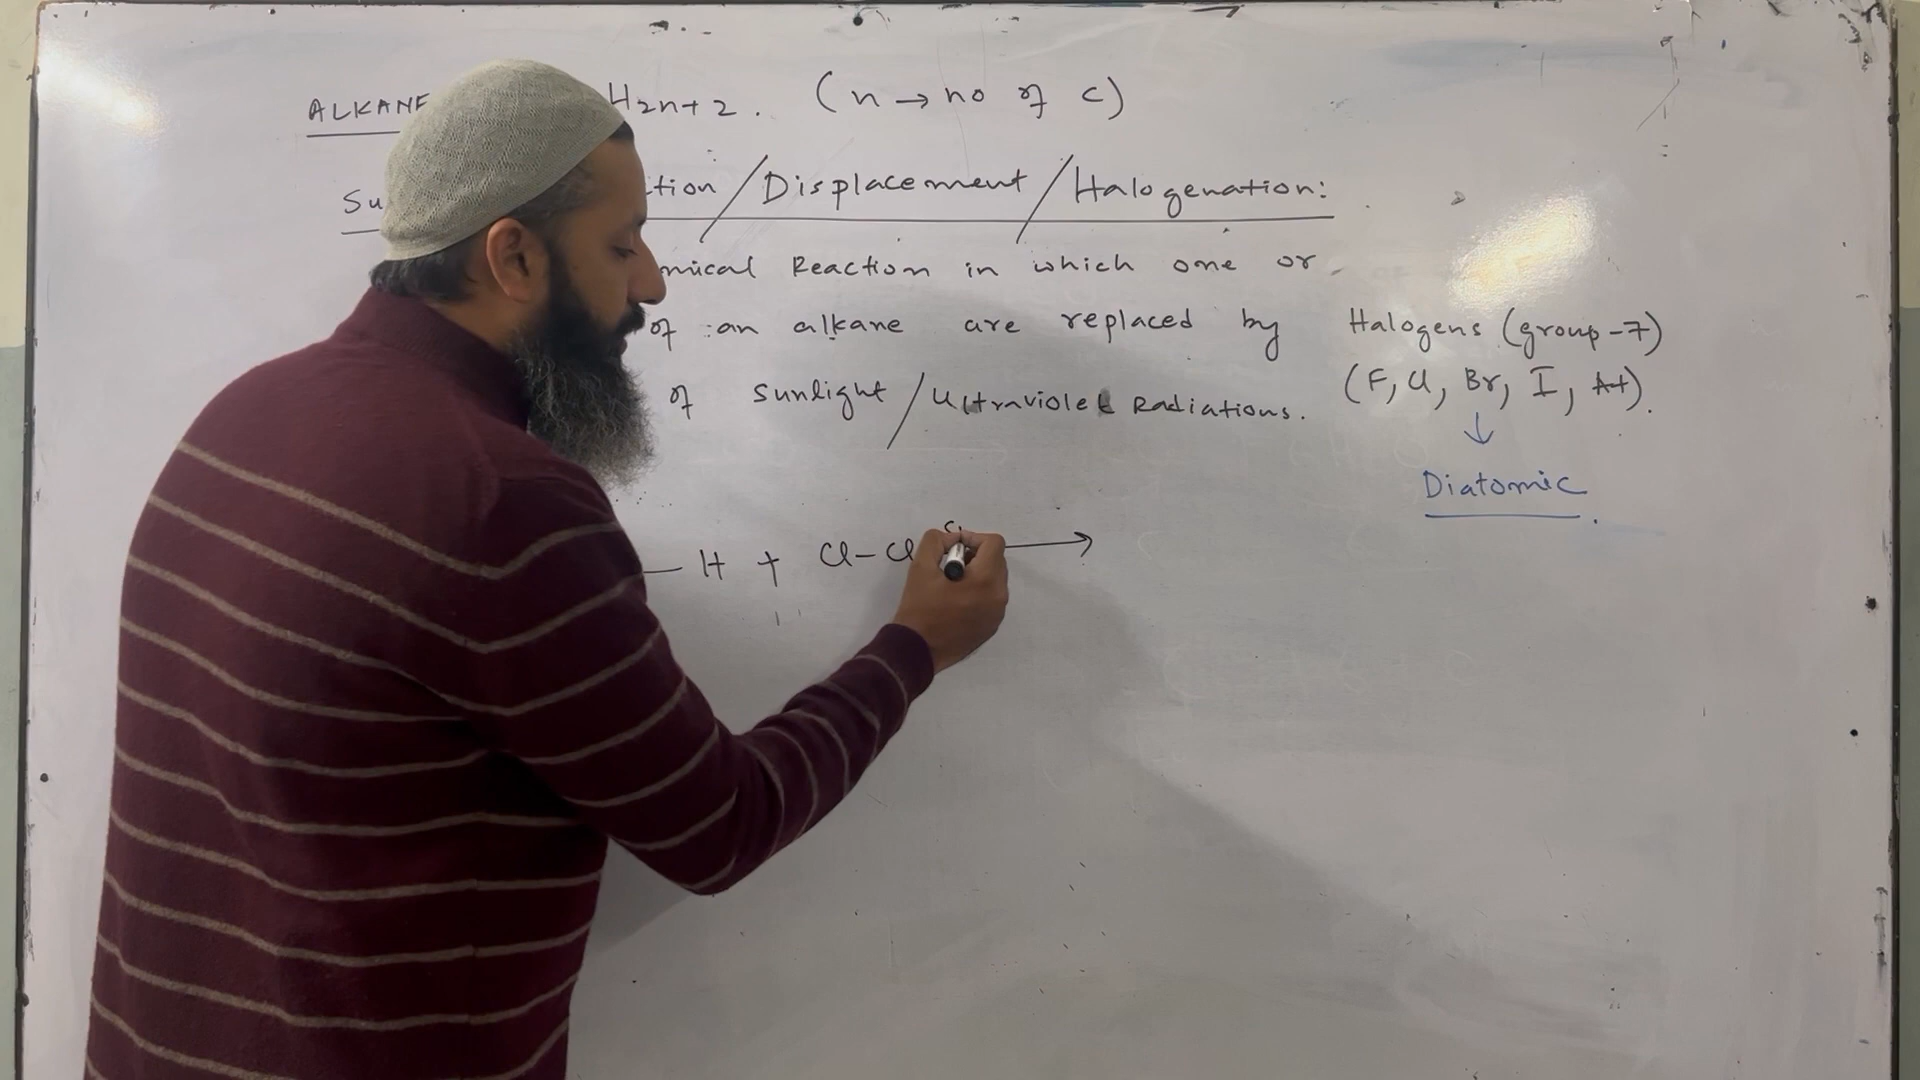 ALKANE H2n+2. (n → no of c)
Su tion / Displacement / Halogenation:
mical Reaction in which one or
of an alkane are replaced by Halogens (group-7)
(F, Cl, Br, I, At).
of sunlight / Ultraviolet Radiations.
↓
Diatomic.
— H + Cl-Cl →